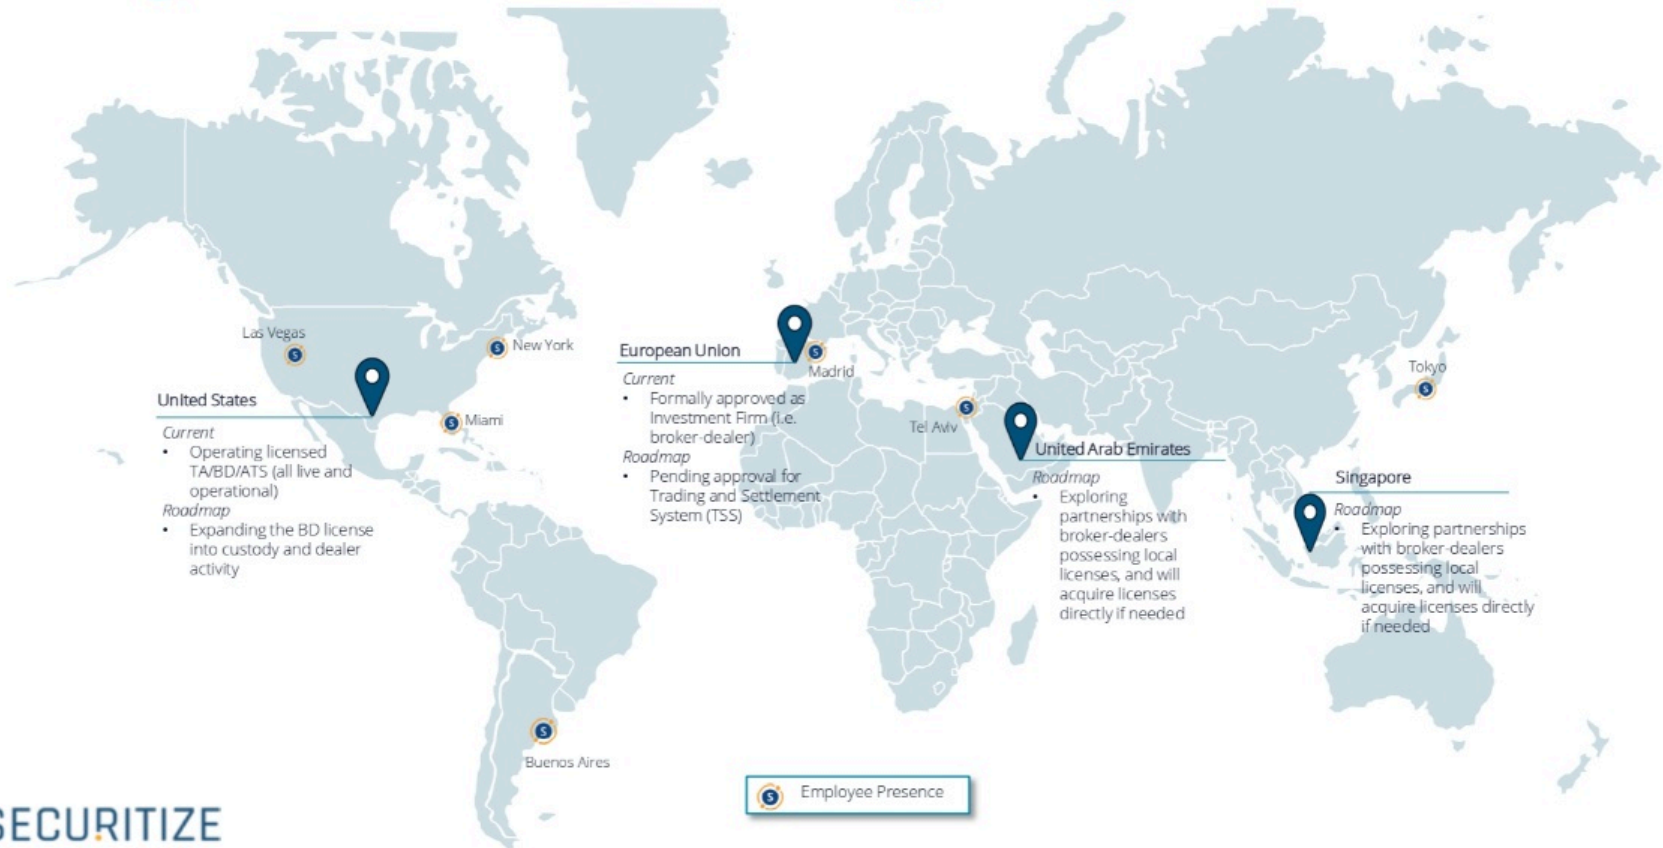 Las Vegas
New York
United States
Miami
Current
• Operating licensed
TA/BD/ATS (all live and
operational)
Roadmap
• Expanding the BD license
into custody and dealer
activity
European Union
Madrid
Current
• Formally approved as
Investment Firm (i.e.
broker-dealer)
Roadmap
• Pending approval for
Trading and Settlement
System (TSS)
Tel Aviv
United Arab Emirates
Roadmap
• Exploring
partnerships with
broker-dealers
possessing local
licenses, and will
acquire licenses
directly if needed
Tokyo
Singapore
Roadmap
• Exploring partnerships
with broker-dealers
possessing local
licenses, and will
acquire licenses directly
if needed
Buenos Aires
S Employee Presence
SECURITIZE